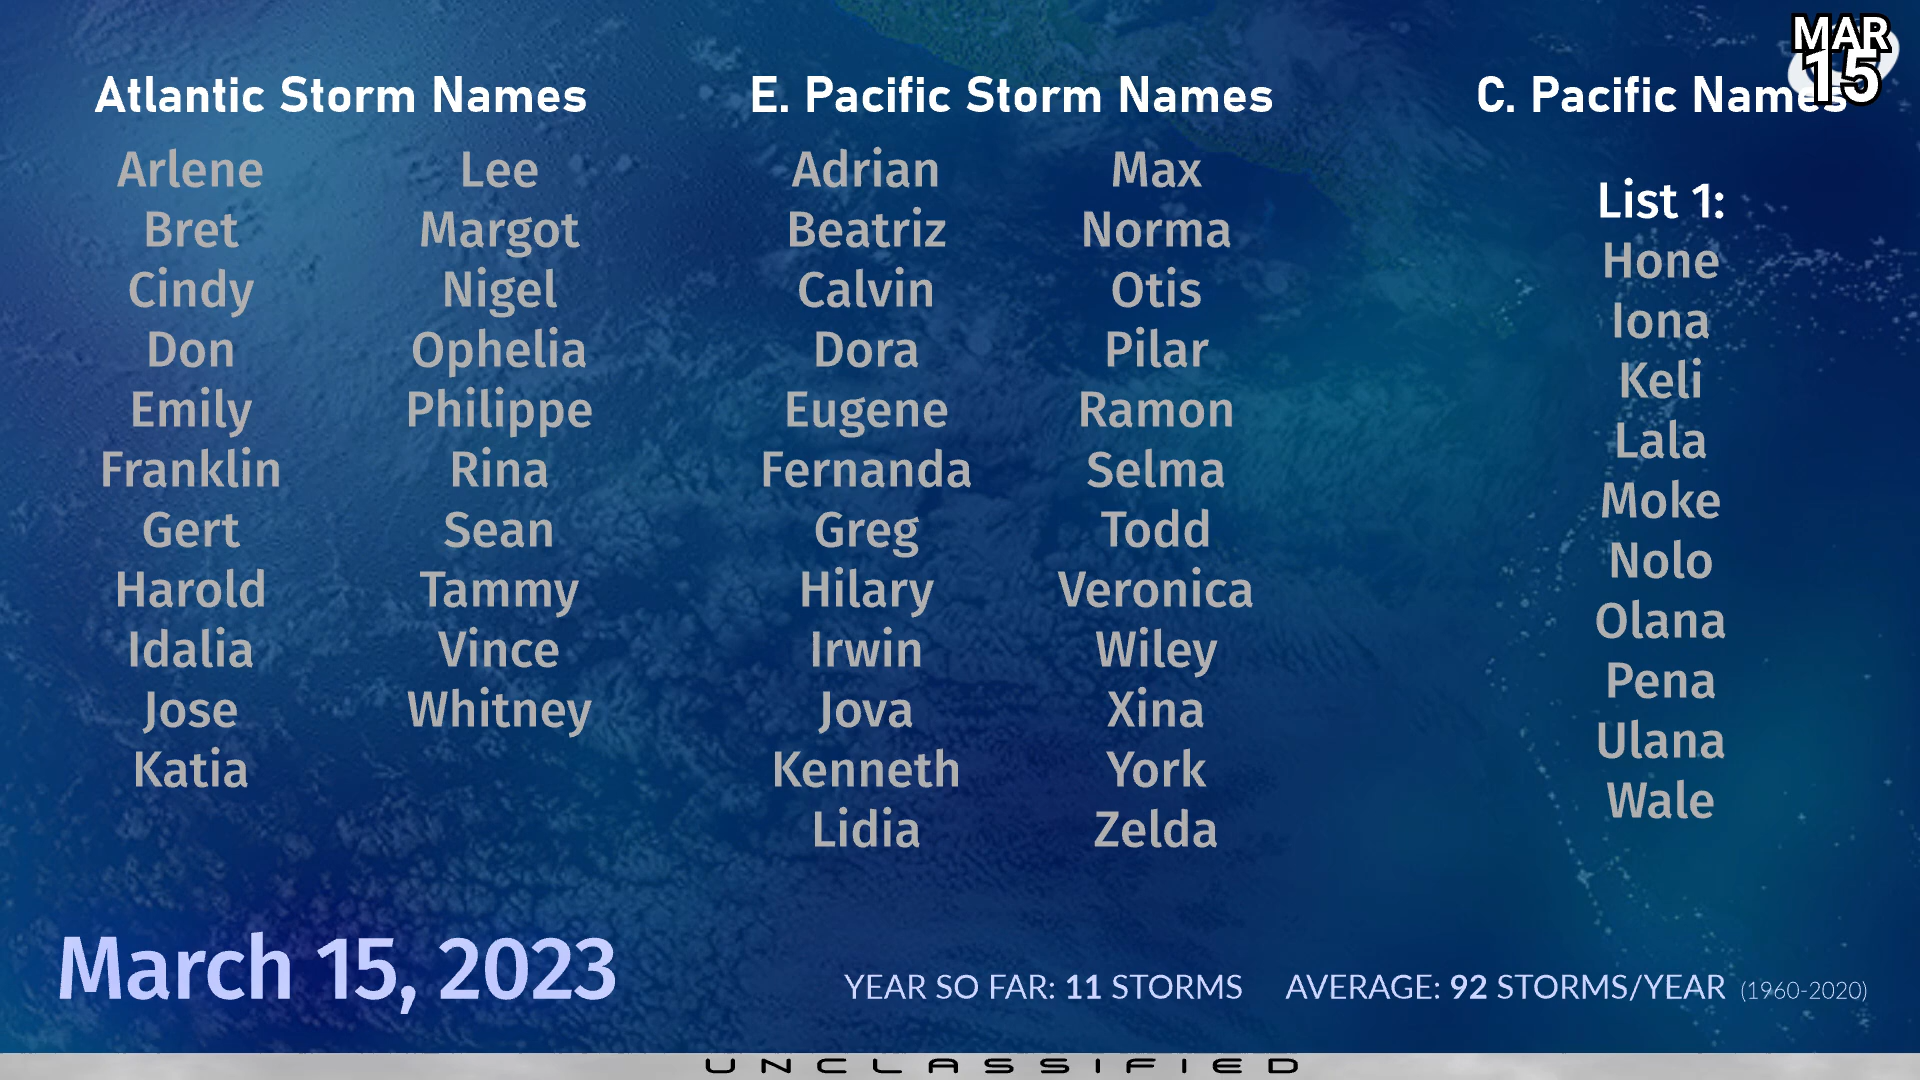 MAR
15
Atlantic Storm Names
Arlene
Bret
Cindy
Don
Emily
Franklin
Gert
Harold
Idalia
Jose
Katia
Lee
Margot
Nigel
Ophelia
Philippe
Rina
Sean
Tammy
Vince
Whitney
E. Pacific Storm Names
Adrian
Beatriz
Calvin
Dora
Eugene
Fernanda
Greg
Hilary
Irwin
Jova
Kenneth
Lidia
Max
Norma
Otis
Pilar
Ramon
Selma
Todd
Veronica
Wiley
Xina
York
Zelda
C. Pacific Names
List 1:
Hone
Iona
Keli
Lala
Moke
Nolo
Olana
Pena
Ulana
Wale
March 15, 2023
YEAR SO FAR: 11 STORMS AVERAGE: 92 STORMS/YEAR (1960-2020)
UNCLASSIFIED